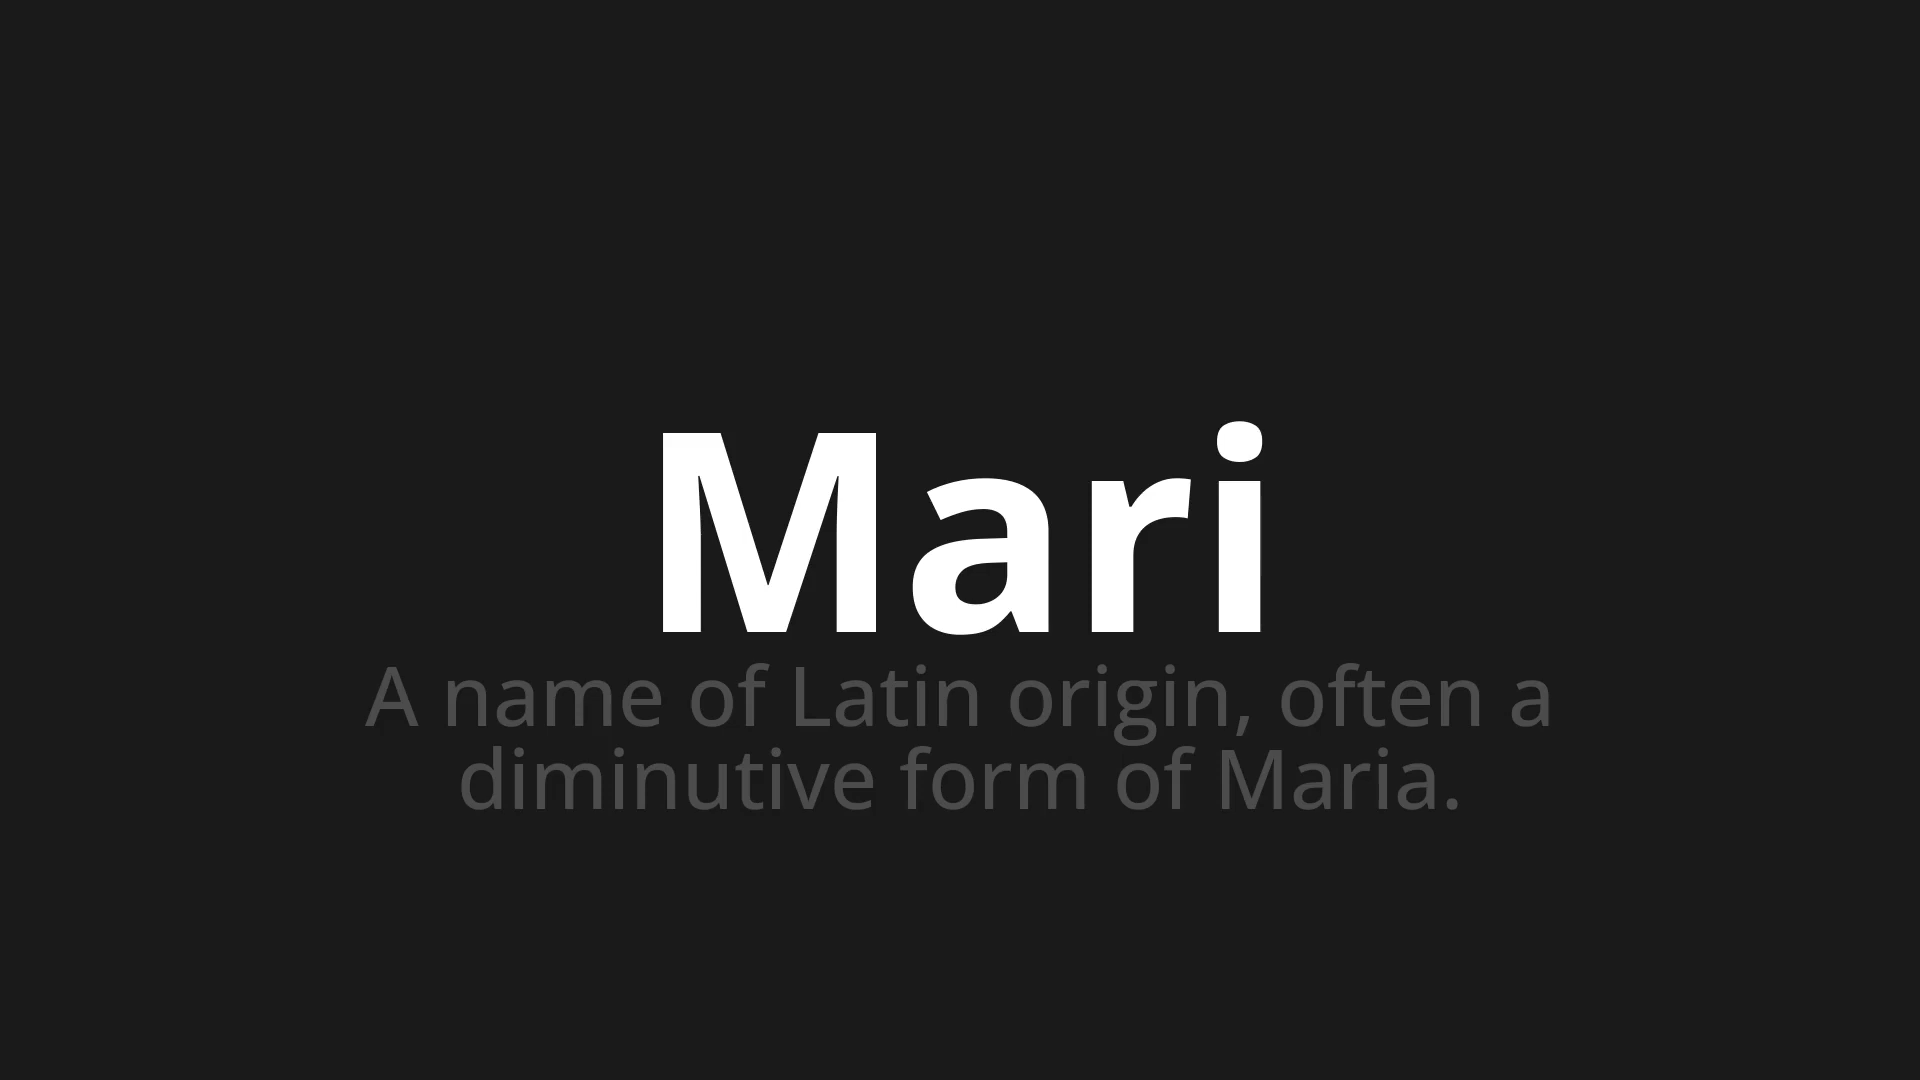 Mari
A name of Latin origin, often a
diminutive form of Maria.